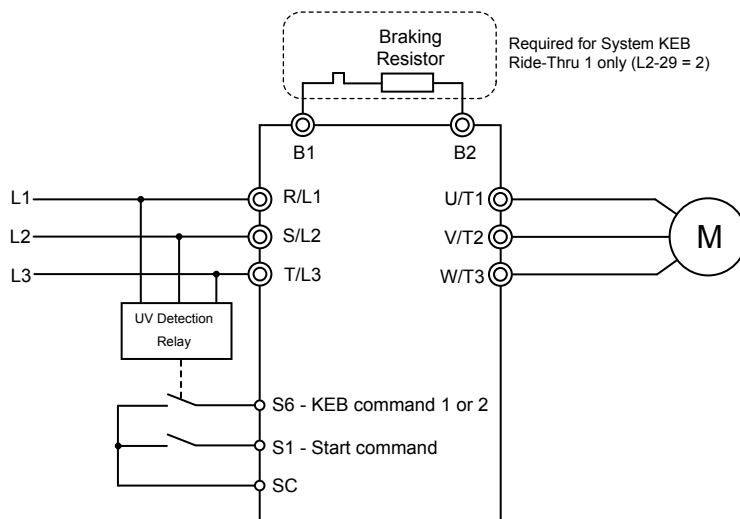 Braking
Resistor
Required for System KEB
Ride-Thru 1 only (L2-29 = 2)
B1
B2
L1
R/L1
U/T1
L2
S/L2
V/T2
M
L3
T/L3
W/T3
UV Detection
Relay
S6 - KEB command 1 or 2
S1 - Start command
SC